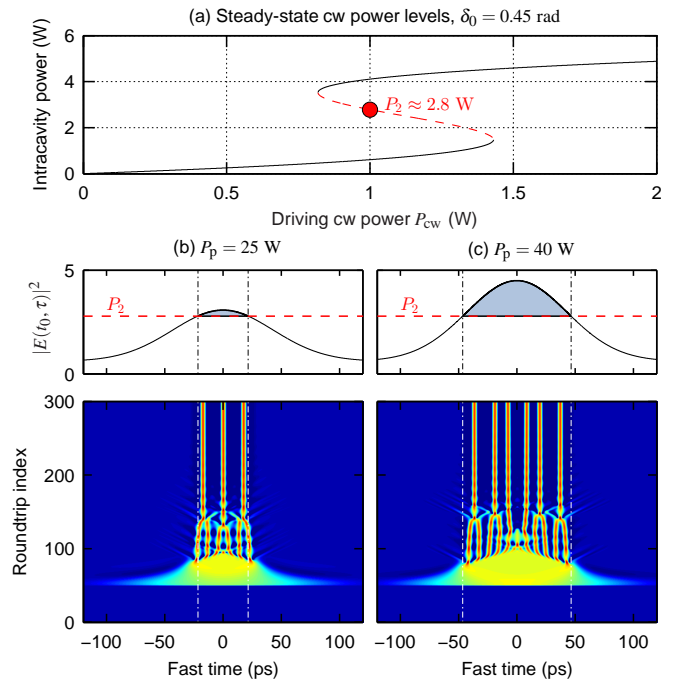 (a) Steady-state cw power levels, δ₀ = 0.45 rad
Intracavity power (W)
6
4
2
0
P₂ ≈ 2.8 W
0
0.5
1
1.5
2
Driving cw power P_cw (W)
(b) P_p = 25 W
(c) P_p = 40 W
|E(t₀, τ)|²
5
0
P₂
P₂
Roundtrip index
300
200
100
0
−100
−50
0
50
100
−100
−50
0
50
100
Fast time (ps)
Fast time (ps)